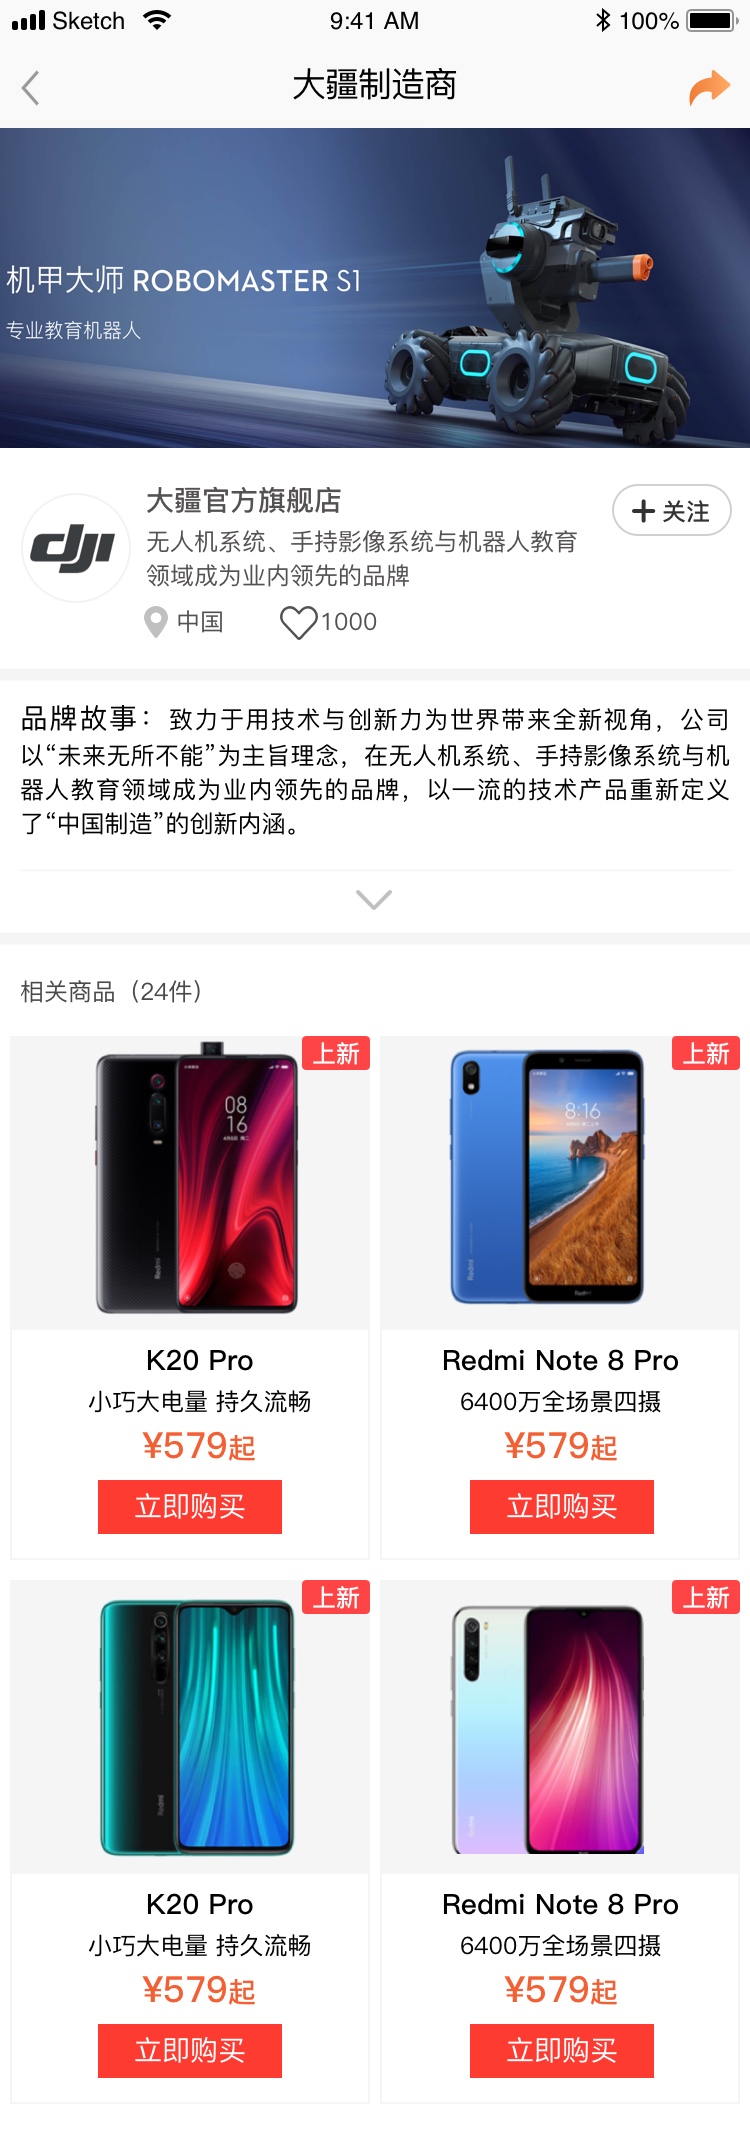 Sketch 9:41 AM 100%
大疆制造商
机甲大师 ROBOMASTER S1
专业教育机器人
dji
大疆官方旗舰店
关注
无人机系统、手持影像系统与机器人教育
领域成为业内领先的品牌
中国 1000
品牌故事：致力于用技术与创新力为世界带来全新视角，公司
以“未来无所不能”为主旨理念，在无人机系统、手持影像系统与机
器人教育领域成为业内领先的品牌，以一流的技术产品重新定义
了“中国制造”的创新内涵。
相关商品（24件）
上新
08
16
Redmi
上新
8:16
Redmi
Redmi
K20 Pro
小巧大电量 持久流畅
¥579起
立即购买
Redmi Note 8 Pro
6400万全场景四摄
¥579起
立即购买
上新
Redmi
上新
K20 Pro
小巧大电量 持久流畅
¥579起
立即购买
Redmi Note 8 Pro
6400万全场景四摄
¥579起
立即购买